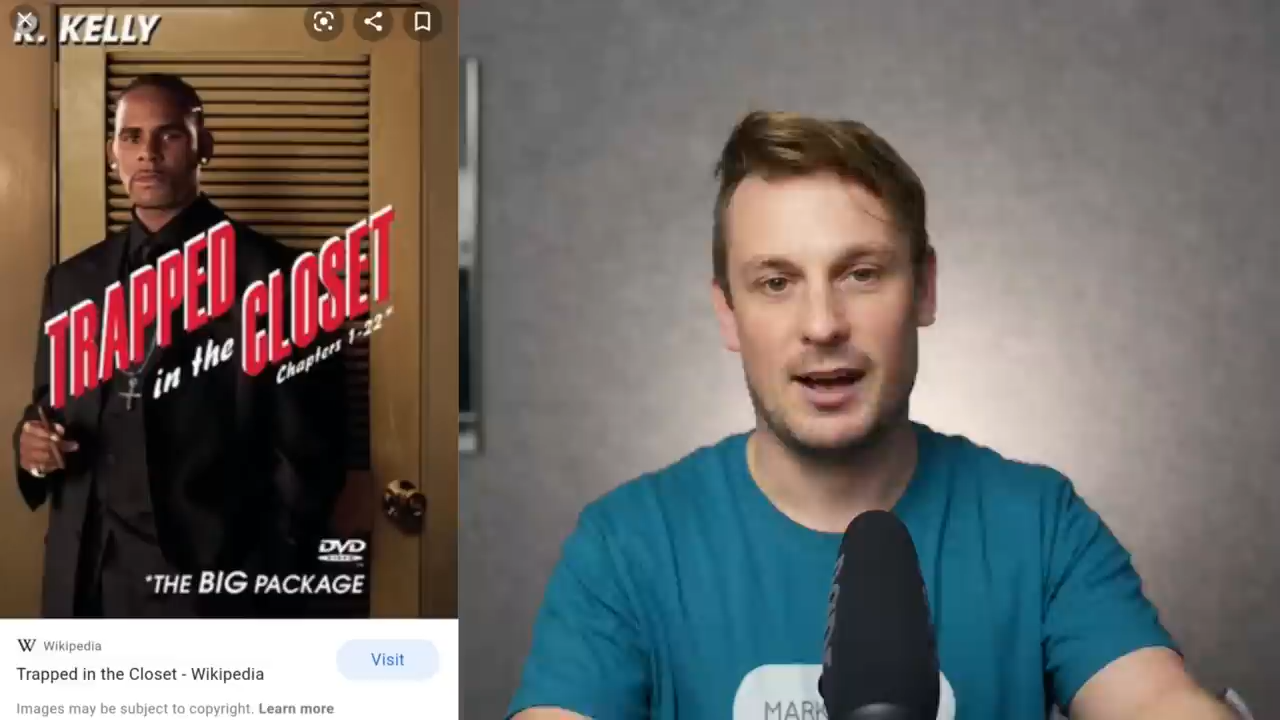 R. KELLY
TRAPPED
in the CLOSET
Chapters 1-22*
DVD
VIDEO
*THE BIG PACKAGE
W Wikipedia
Trapped in the Closet - Wikipedia
Visit
Images may be subject to copyright. Learn more
MARK